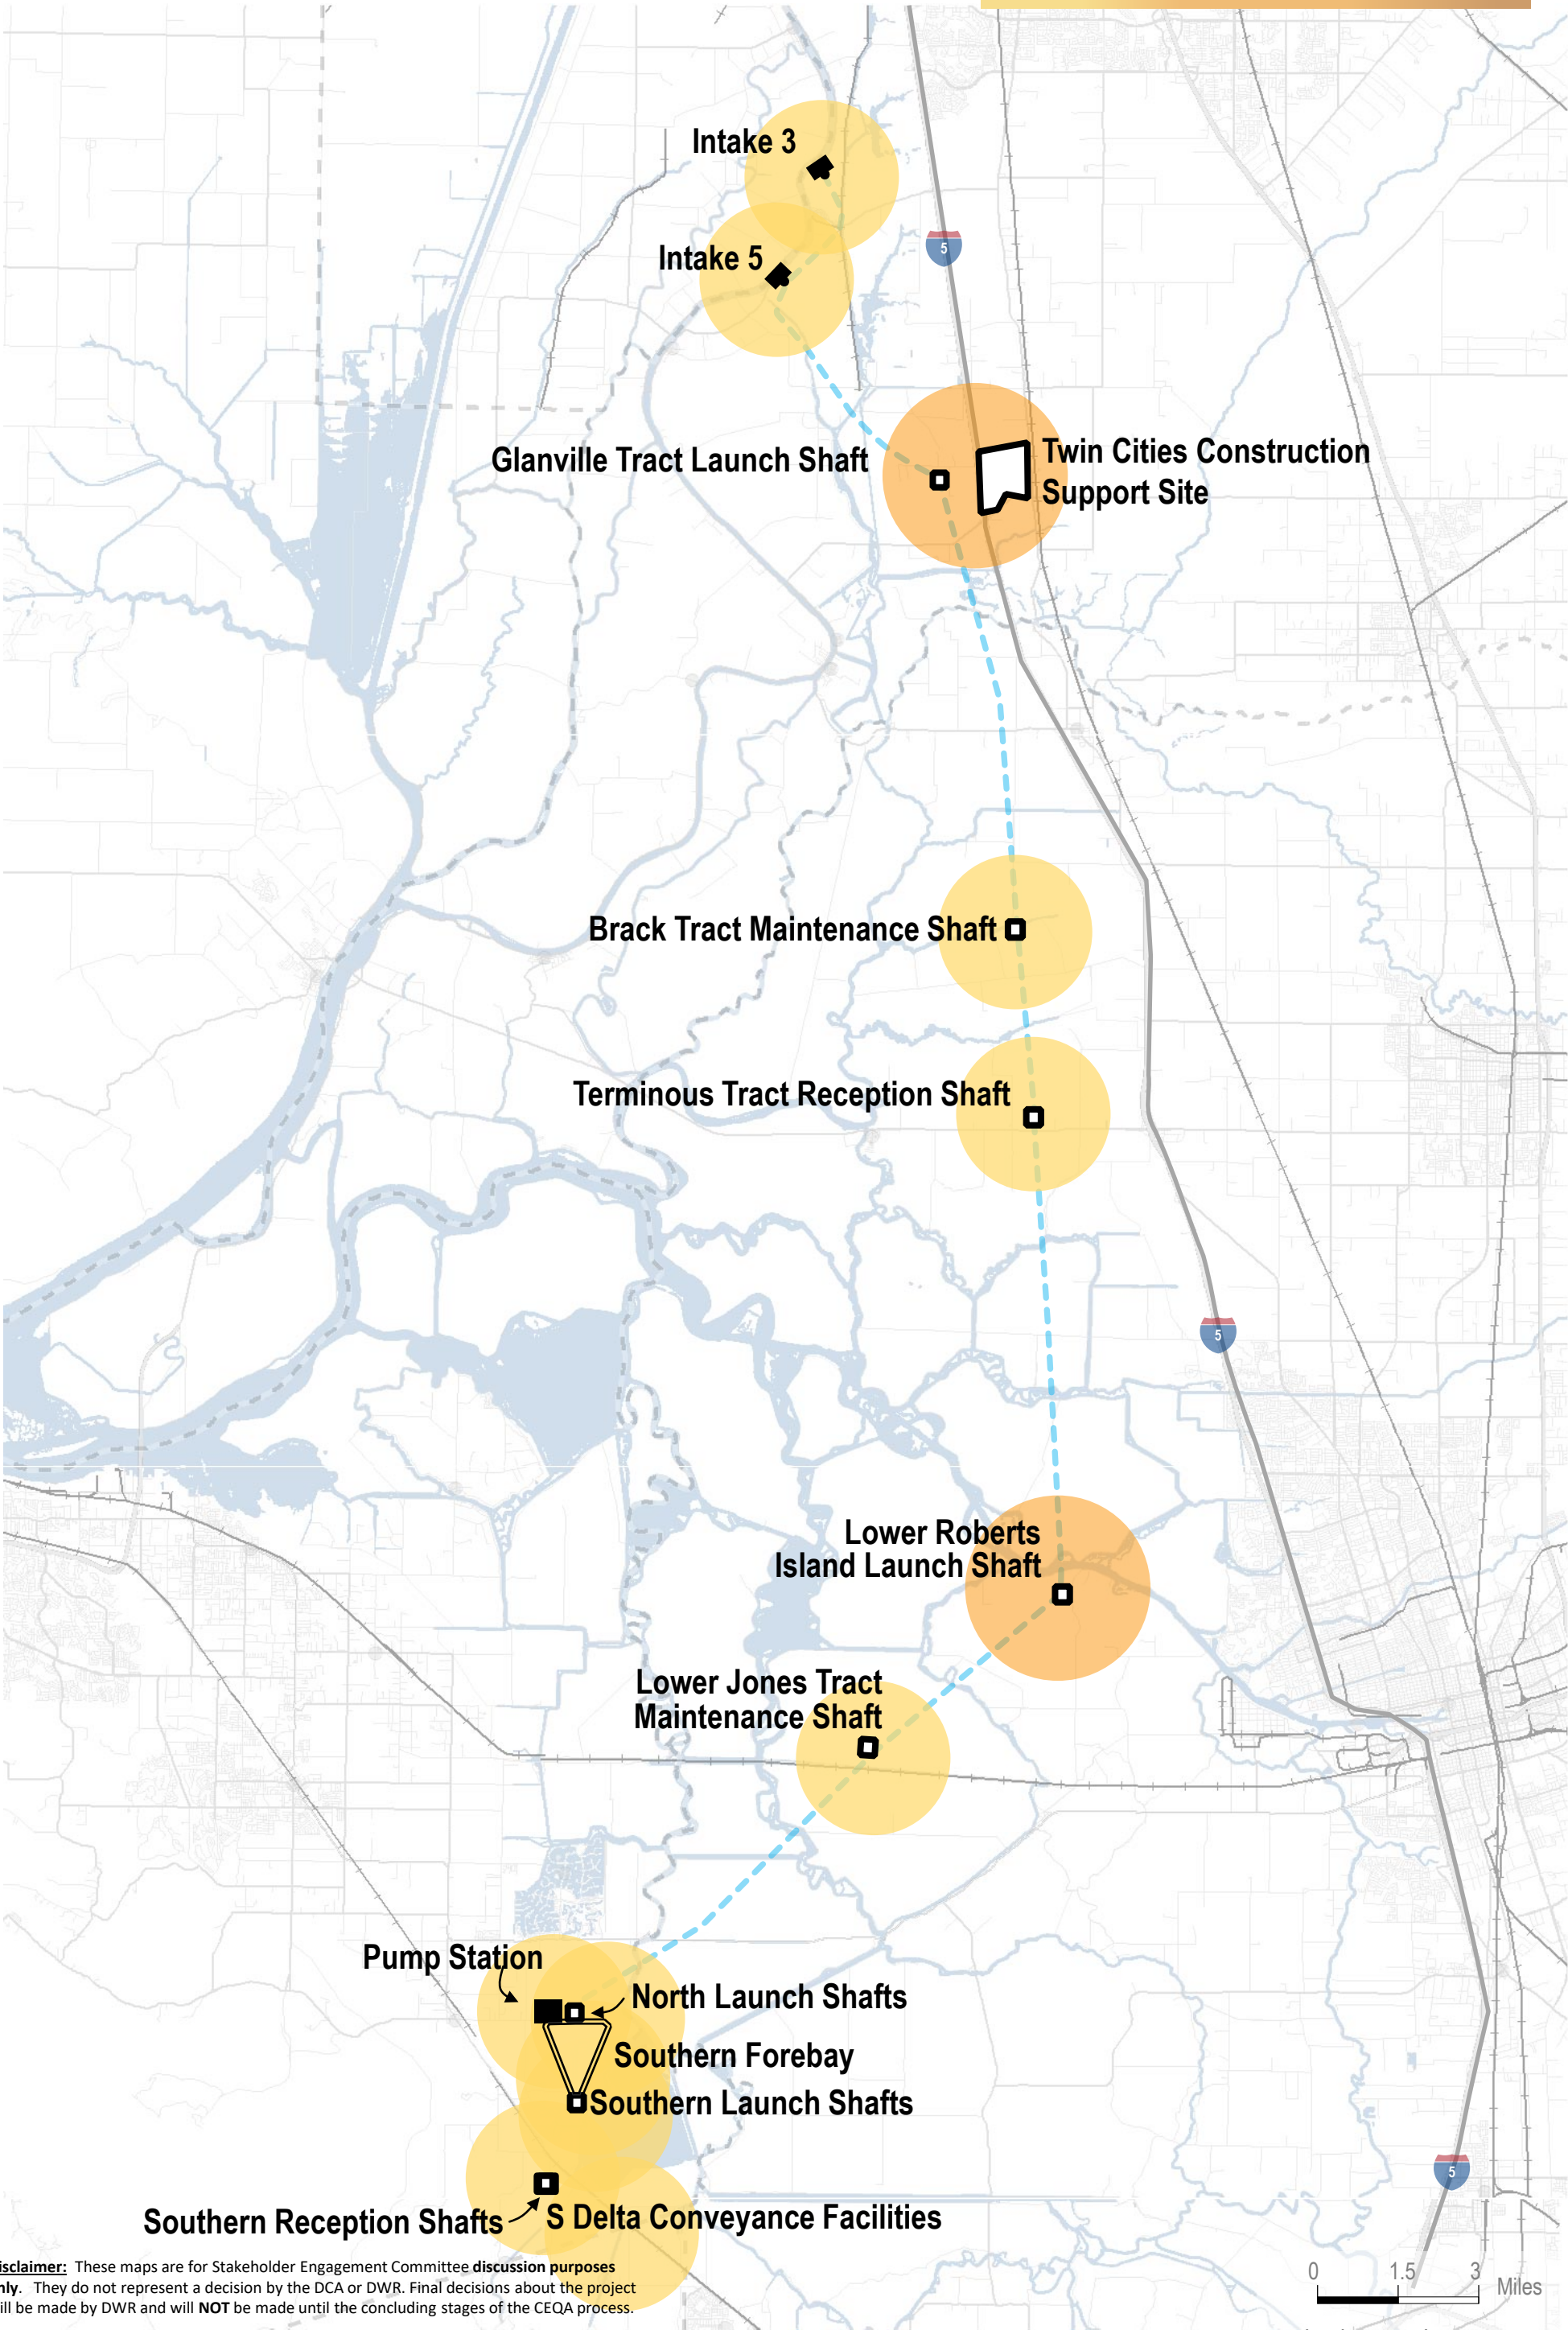 Intake 3
5
Intake 5
Glanville Tract Launch Shaft
Twin Cities Construction
Support Site
Brack Tract Maintenance Shaft
Terminous Tract Reception Shaft
5
Lower Roberts
Island Launch Shaft
Lower Jones Tract
Maintenance Shaft
Pump Station
North Launch Shafts
Southern Forebay
Southern Launch Shafts
5
Southern Reception Shafts
S Delta Conveyance Facilities
isclaimer: These maps are for Stakeholder Engagement Committee discussion purposes
nly. They do not represent a decision by the DCA or DWR. Final decisions about the project
ill be made by DWR and will NOT be made until the concluding stages of the CEQA process.
0 1.5 3
Miles